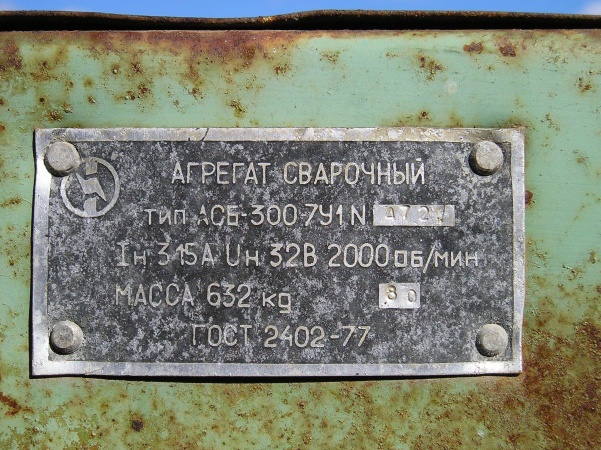 АГРЕГАТ СВАРОЧНЫЙ
ТИП АСБ-300-7У1 N
Iн 315А Uн 32В 2000 об/мин
МАССА 632 kg 80
ГОСТ 2402-77